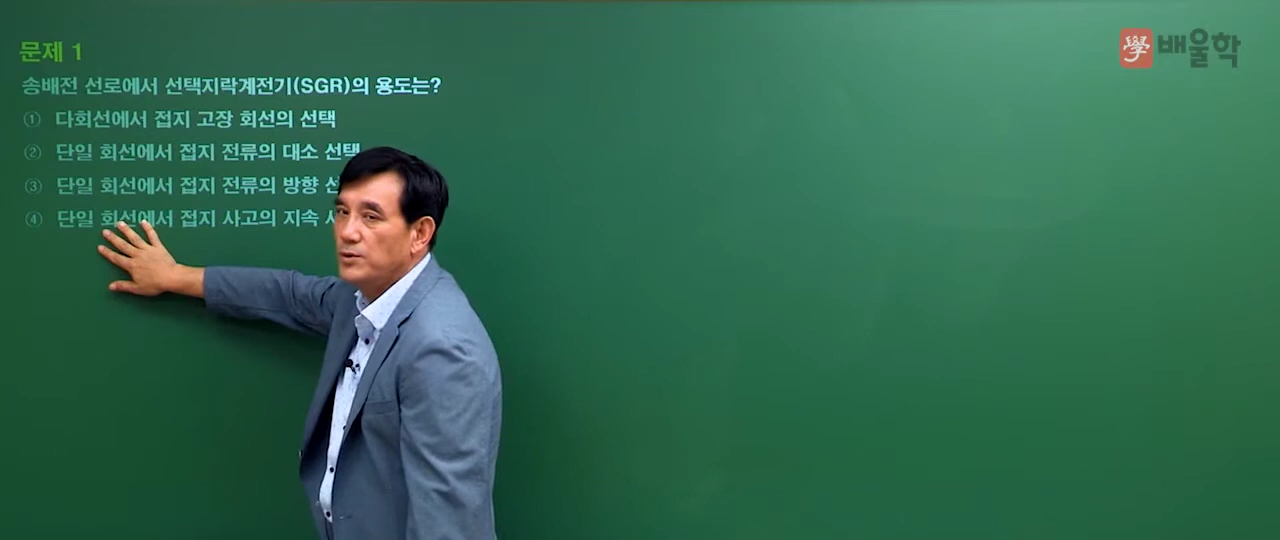 문제 1
송배전 선로에서 선택지락계전기(SGR)의 용도는?
① 다회선에서 접지 고장 회선의 선택
② 단일 회선에서 접지 전류의 대소 선택
③ 단일 회선에서 접지 전류의 방향
④ 단일 회선에서 접지 사고의 지속
學 배울학